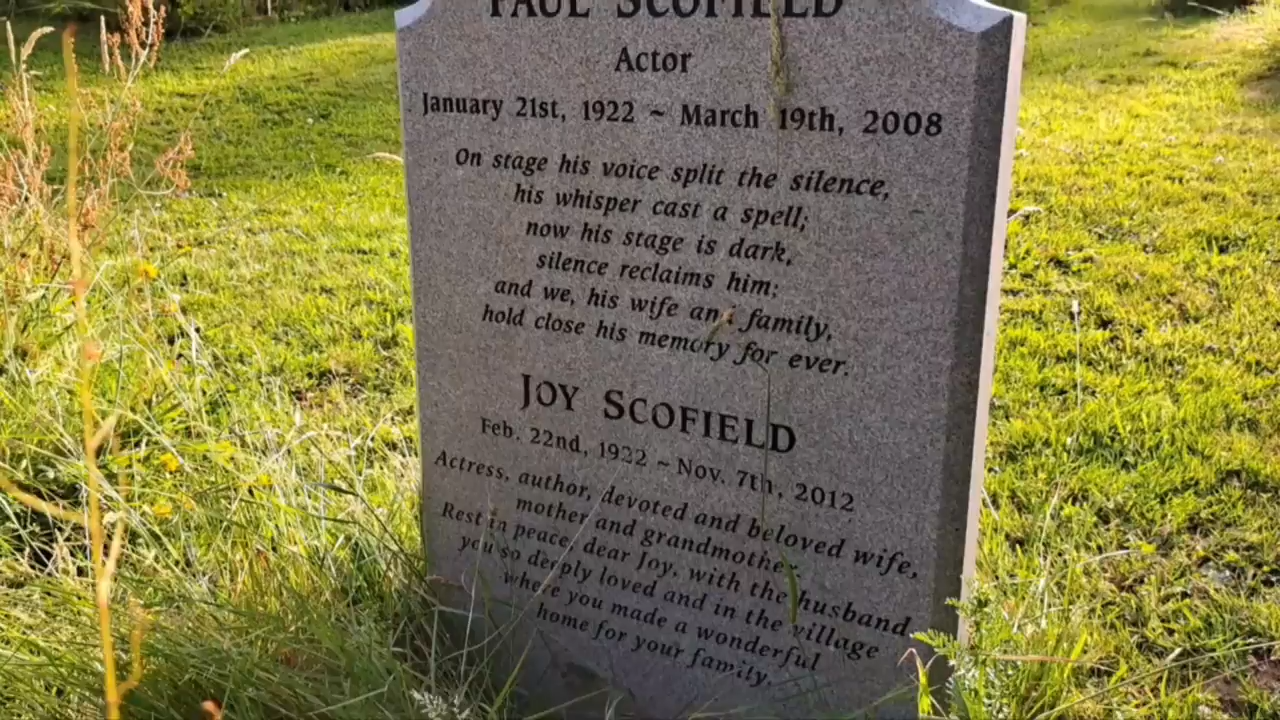 PAUL SCOFIELD
Actor
January 21st, 1922 ~ March 19th, 2008
On stage his voice split the silence,
his whisper cast a spell;
now his stage is dark,
silence reclaims him;
and we, his wife and family,
hold close his memory for ever.
JOY SCOFIELD
Feb. 22nd, 1922 ~ Nov. 7th, 2012
Actress, author, devoted and beloved wife,
mother and grandmother.
Rest in peace, dear Joy, with the husband
you so deeply loved and in the village
where you made a wonderful
home for your family.